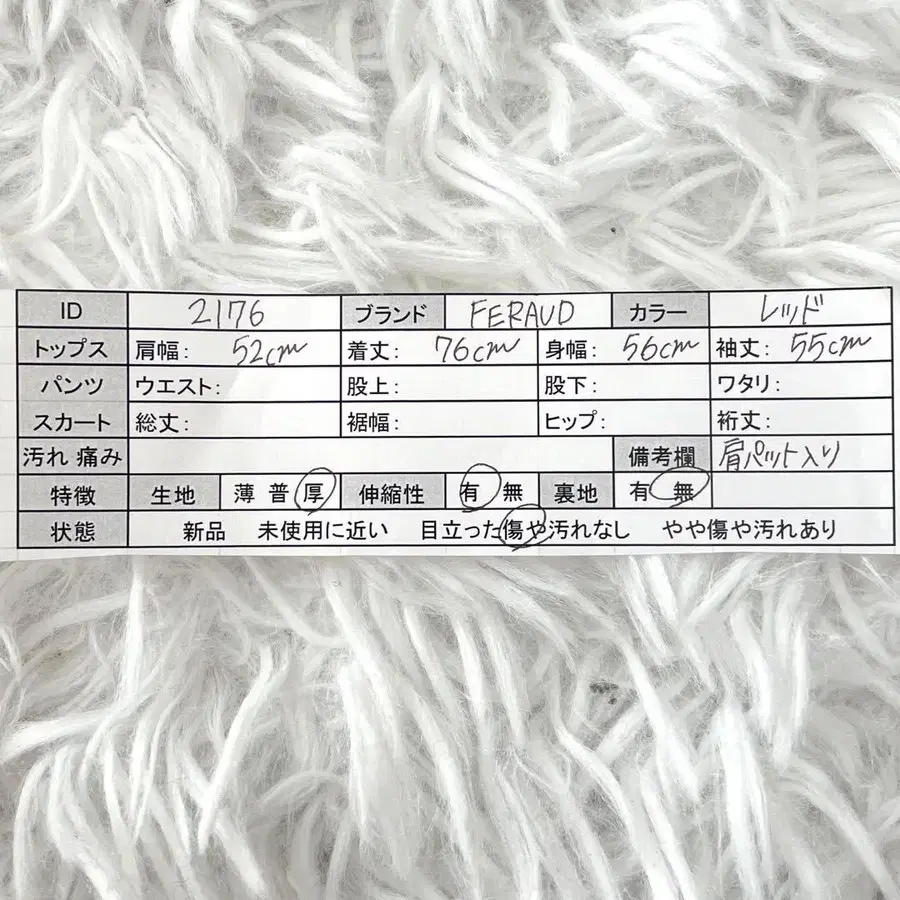 ID 2176 ブランド FERAUD カラー レッド
トップス 肩幅: 52cm 着丈: 76cm 身幅: 56cm 袖丈: 55cm
パンツ ウエスト: 股上: 股下: ワタリ:
スカート 総丈: 裾幅: ヒップ: 裄丈:
汚れ 痛み 備考欄 肩パット入り
特徴 生地 薄 普 厚 伸縮性 有 無 裏地 有 無
状態 新品 未使用に近い 目立った傷や汚れなし やや傷や汚れあり